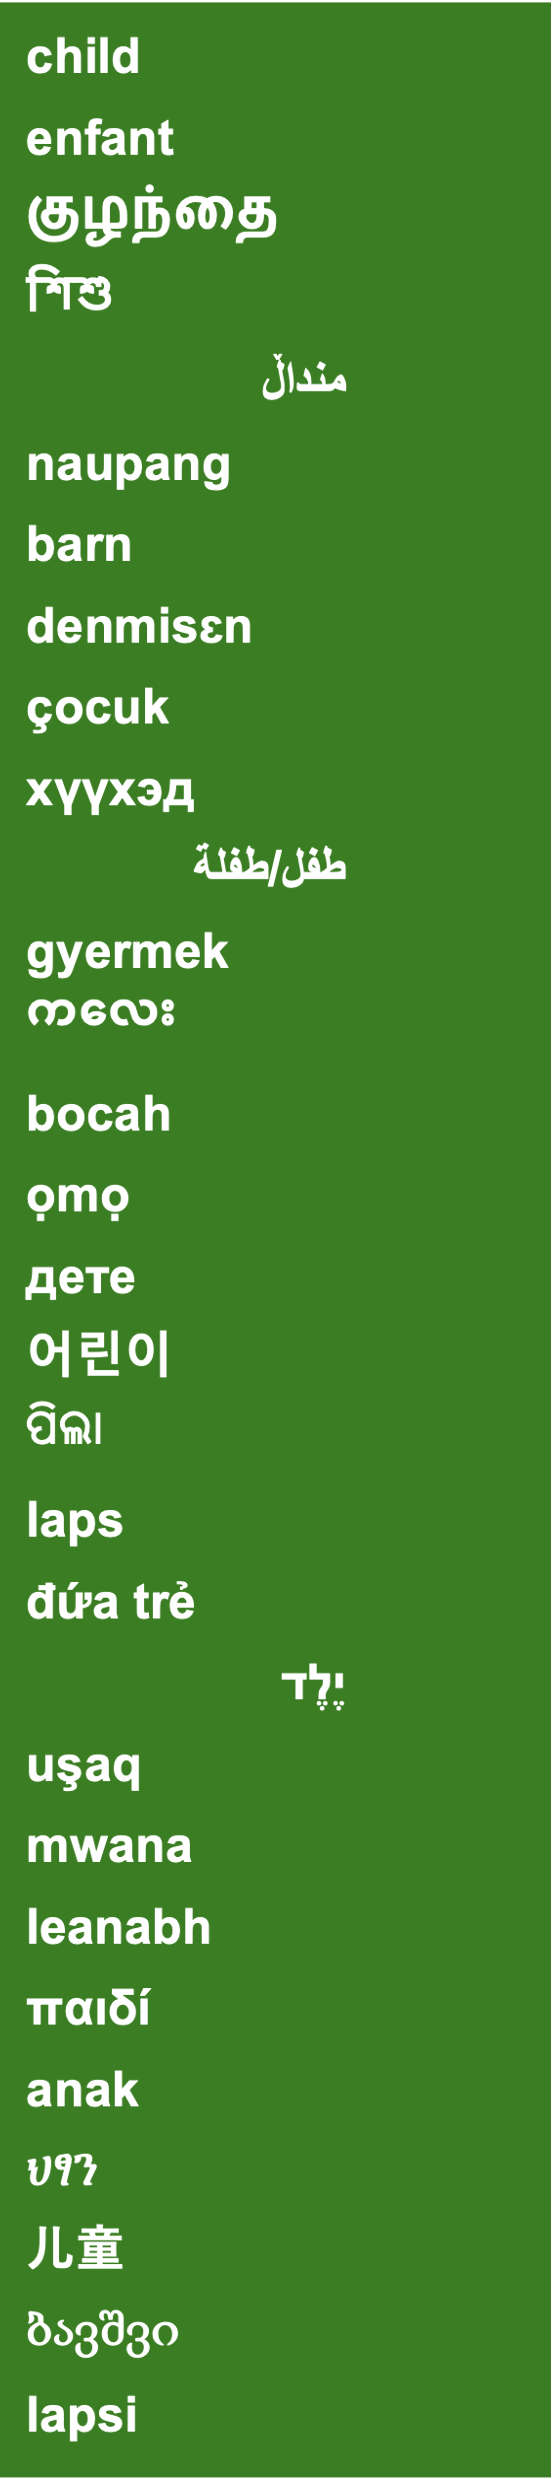 child
enfant
குழந்தை
শিশু
منداڵ
naupang
barn
denmisɛn
çocuk
хүүхэд
طفل/طفلة
gyermek
ကလေး
bocah
ọmọ
дете
어린이
ପିଲା
laps
đứa trẻ
יֶלֶד
uşaq
mwana
leanabh
παιδί
anak
ህፃን
儿童
ბავშვი
lapsi